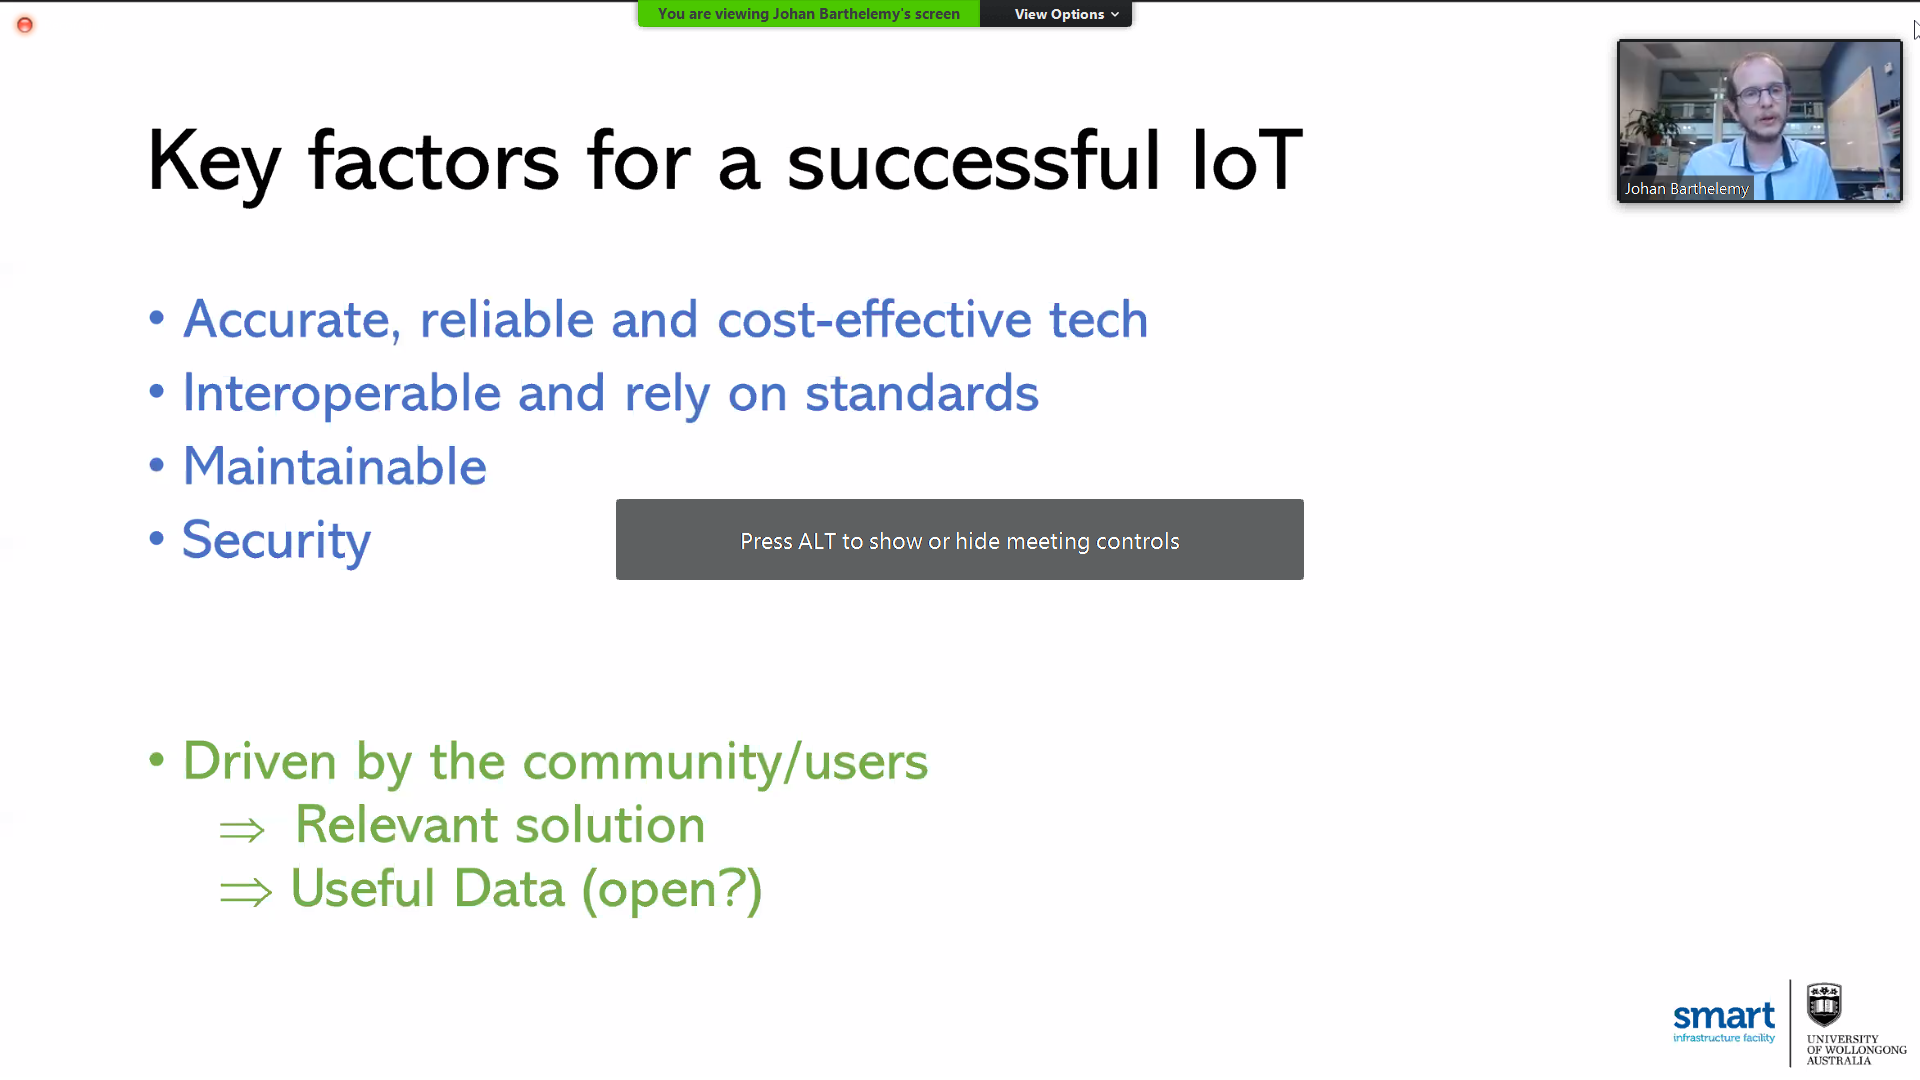 You are viewing Johan Barthelemy's screen
View Options
Johan Barthelemy
Key factors for a successful IoT
• Accurate, reliable and cost-effective tech
• Interoperable and rely on standards
• Maintainable
• Security
Press ALT to show or hide meeting controls
• Driven by the community/users
⇒ Relevant solution
⇒ Useful Data (open?)
smart
infrastructure facility
UNIVERSITY
OF WOLLONGONG
AUSTRALIA